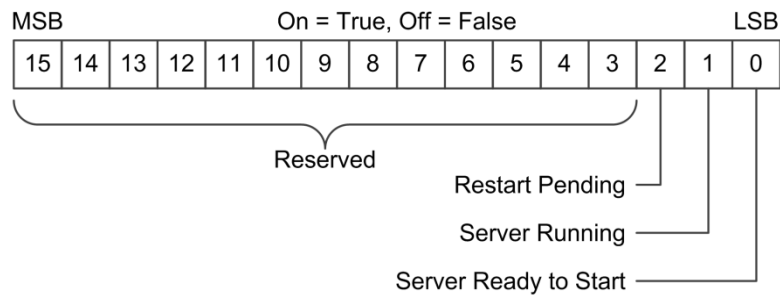 MSB On = True, Off = False LSB
15 14 13 12 11 10 9 8 7 6 5 4 3 2 1 0
Reserved
Restart Pending
Server Running
Server Ready to Start